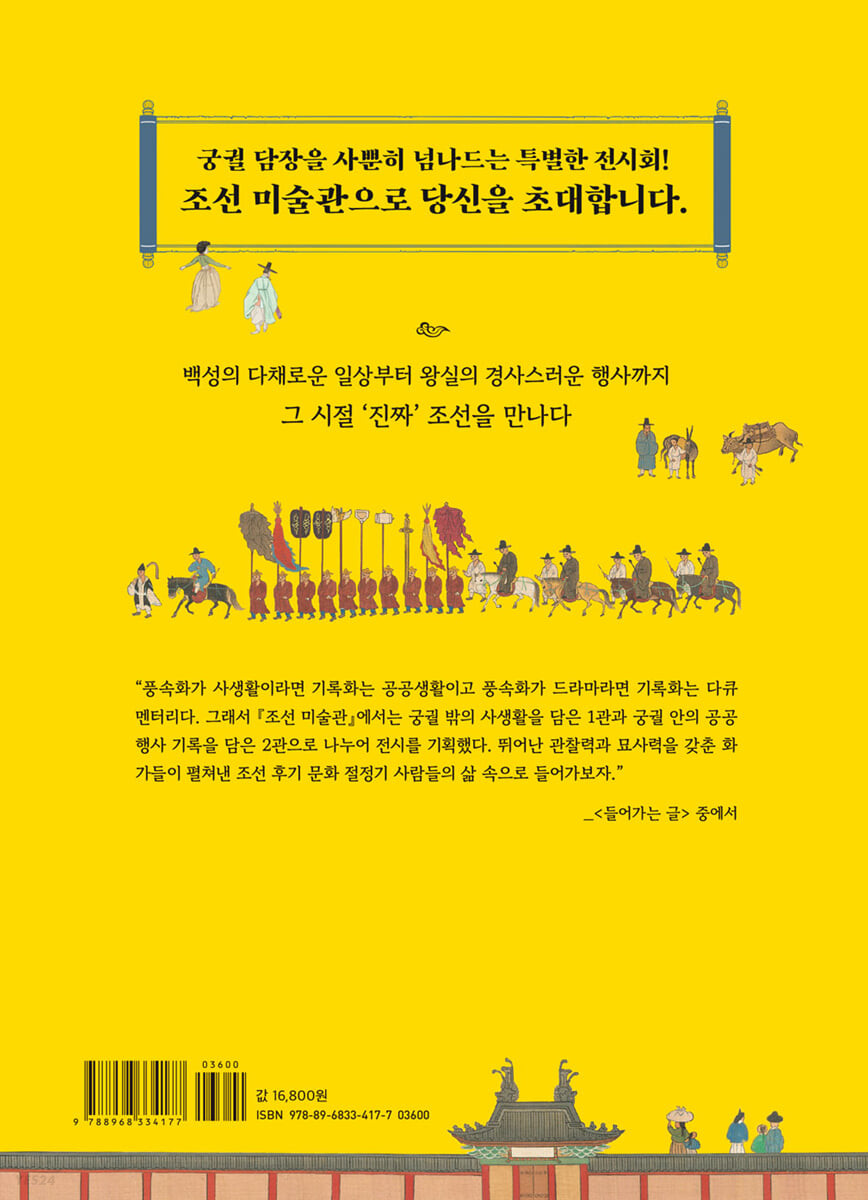 궁궐 담장을 사뿐히 넘나드는 특별한 전시회!
조선 미술관으로 당신을 초대합니다.
백성의 다채로운 일상부터 왕실의 경사스러운 행사까지
그 시절 ‘진짜’ 조선을 만나다
“풍속화가 사생활이라면 기록화는 공공생활이고 풍속화가 드라마라면 기록화는 다큐
멘터리다. 그래서 『조선 미술관』에서는 궁궐 밖의 사생활을 담은 1관과 궁궐 안의 공공
행사 기록을 담은 2관으로 나누어 전시를 기획했다. 뛰어난 관찰력과 묘사력을 갖춘 화
가들이 펼쳐낸 조선 후기 문화 절정기 사람들의 삶 속으로 들어가보자.”
_<들어가는 글> 중에서
03600
9 788968 334177
값 16,800원
ISBN 978-89-6833-417-7 03600
YES24